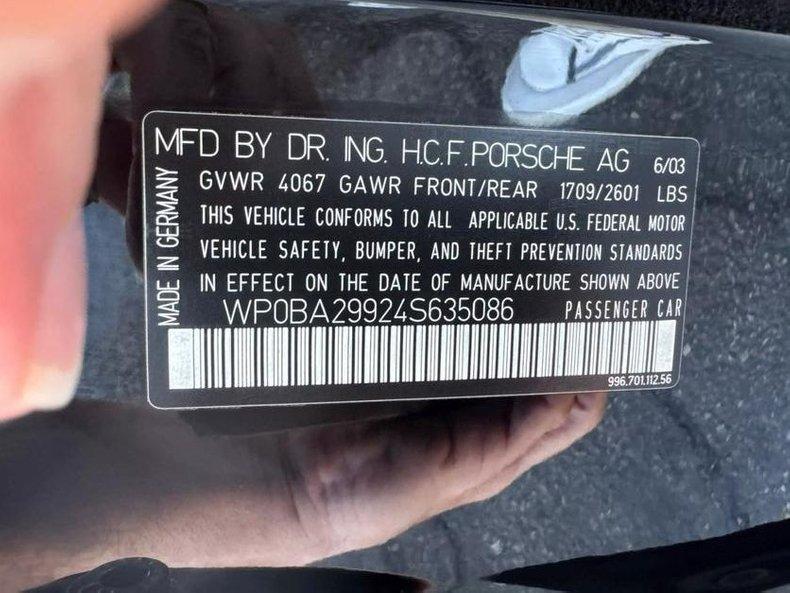 MFD BY DR. ING. H.C.F. PORSCHE AG 6/03
GVWR 4067 GAWR FRONT/REAR 1709/2601 LBS
THIS VEHICLE CONFORMS TO ALL APPLICABLE U.S. FEDERAL MOTOR
VEHICLE SAFETY, BUMPER, AND THEFT PREVENTION STANDARDS
IN EFFECT ON THE DATE OF MANUFACTURE SHOWN ABOVE
WP0BA29924S635086 PASSENGER CAR
996.701.112.56
MADE IN GERMANY